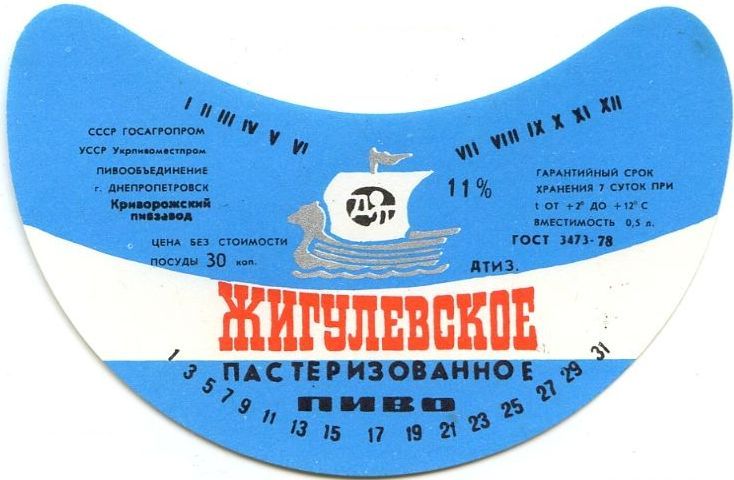 I II III IV V VI
VII VIII IX X XI XII
СССР ГОСАГРОПРОМ
УССР Укрпивоместпром
ПИВООБЪЕДИНЕНИЕ
г. ДНЕПРОПЕТРОВСК
Криворожский
пивзавод
ЦЕНА БЕЗ СТОИМОСТИ
ПОСУДЫ 30 коп.
11%
ГАРАНТИЙНЫЙ СРОК
ХРАНЕНИЯ 7 СУТОК ПРИ
t ОТ +2° ДО +12° С
ВМЕСТИМОСТЬ 0,5 л.
ГОСТ 3473-78
ДТИЗ.
ЖИГУЛЕВСКОЕ
ПАСТЕРИЗОВАННОЕ
ПИВО
1 3 5 7 9 11 13 15 17 19 21 23 25 27 29 31